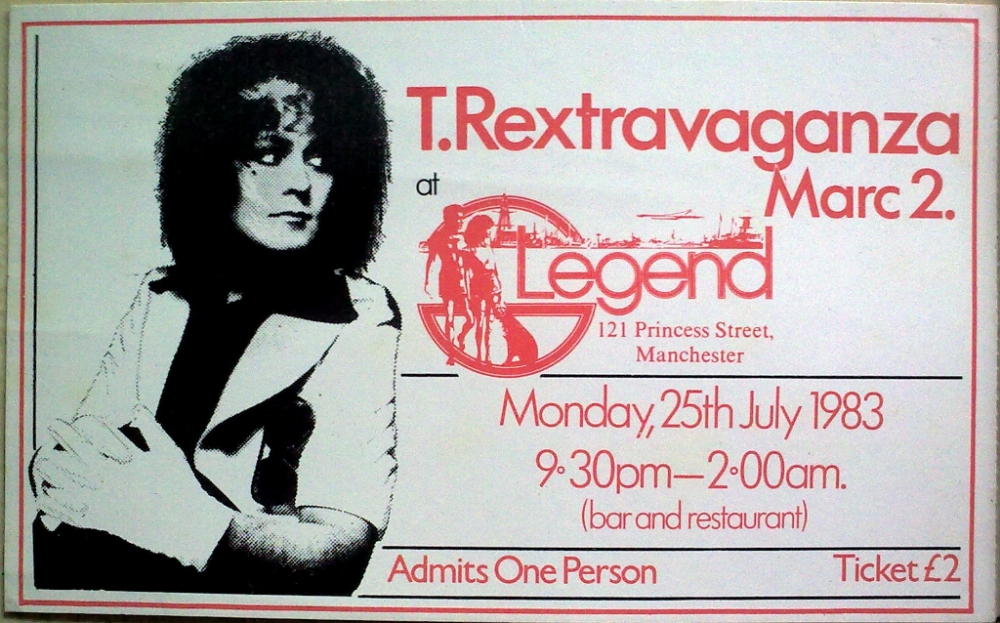 T.Rextravaganza
Marc 2.
at
Legend
121 Princess Street,
Manchester
Monday, 25th July 1983
9·30pm—2·00am.
(bar and restaurant)
Admits One Person
Ticket £2